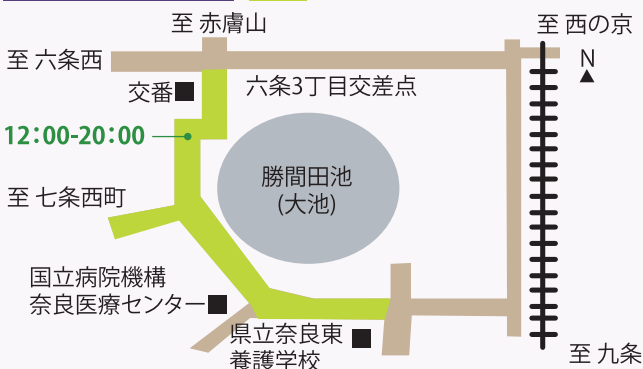 至 赤膚山
至 西の京
至 六条西
N
交番
六条3丁目交差点
12:00-20:00
勝間田池
(大池)
至 七条西町
国立病院機構
奈良医療センター
県立奈良東
養護学校
至 九条